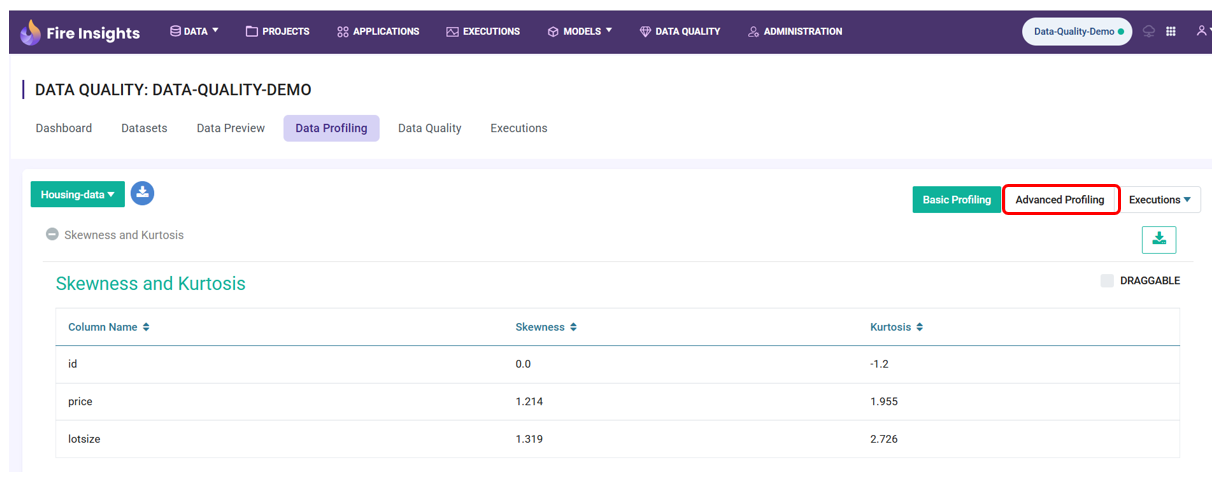 Fire Insights DATA PROJECTS APPLICATIONS EXECUTIONS MODELS DATA QUALITY ADMINISTRATION Data-Quality-Demo
DATA QUALITY: DATA-QUALITY-DEMO
Dashboard Datasets Data Preview Data Profiling Data Quality Executions
Housing-data Basic Profiling Advanced Profiling Executions
Skewness and Kurtosis
Skewness and Kurtosis DRAGGABLE
Column Name Skewness Kurtosis
id 0.0 -1.2
price 1.214 1.955
lotsize 1.319 2.726